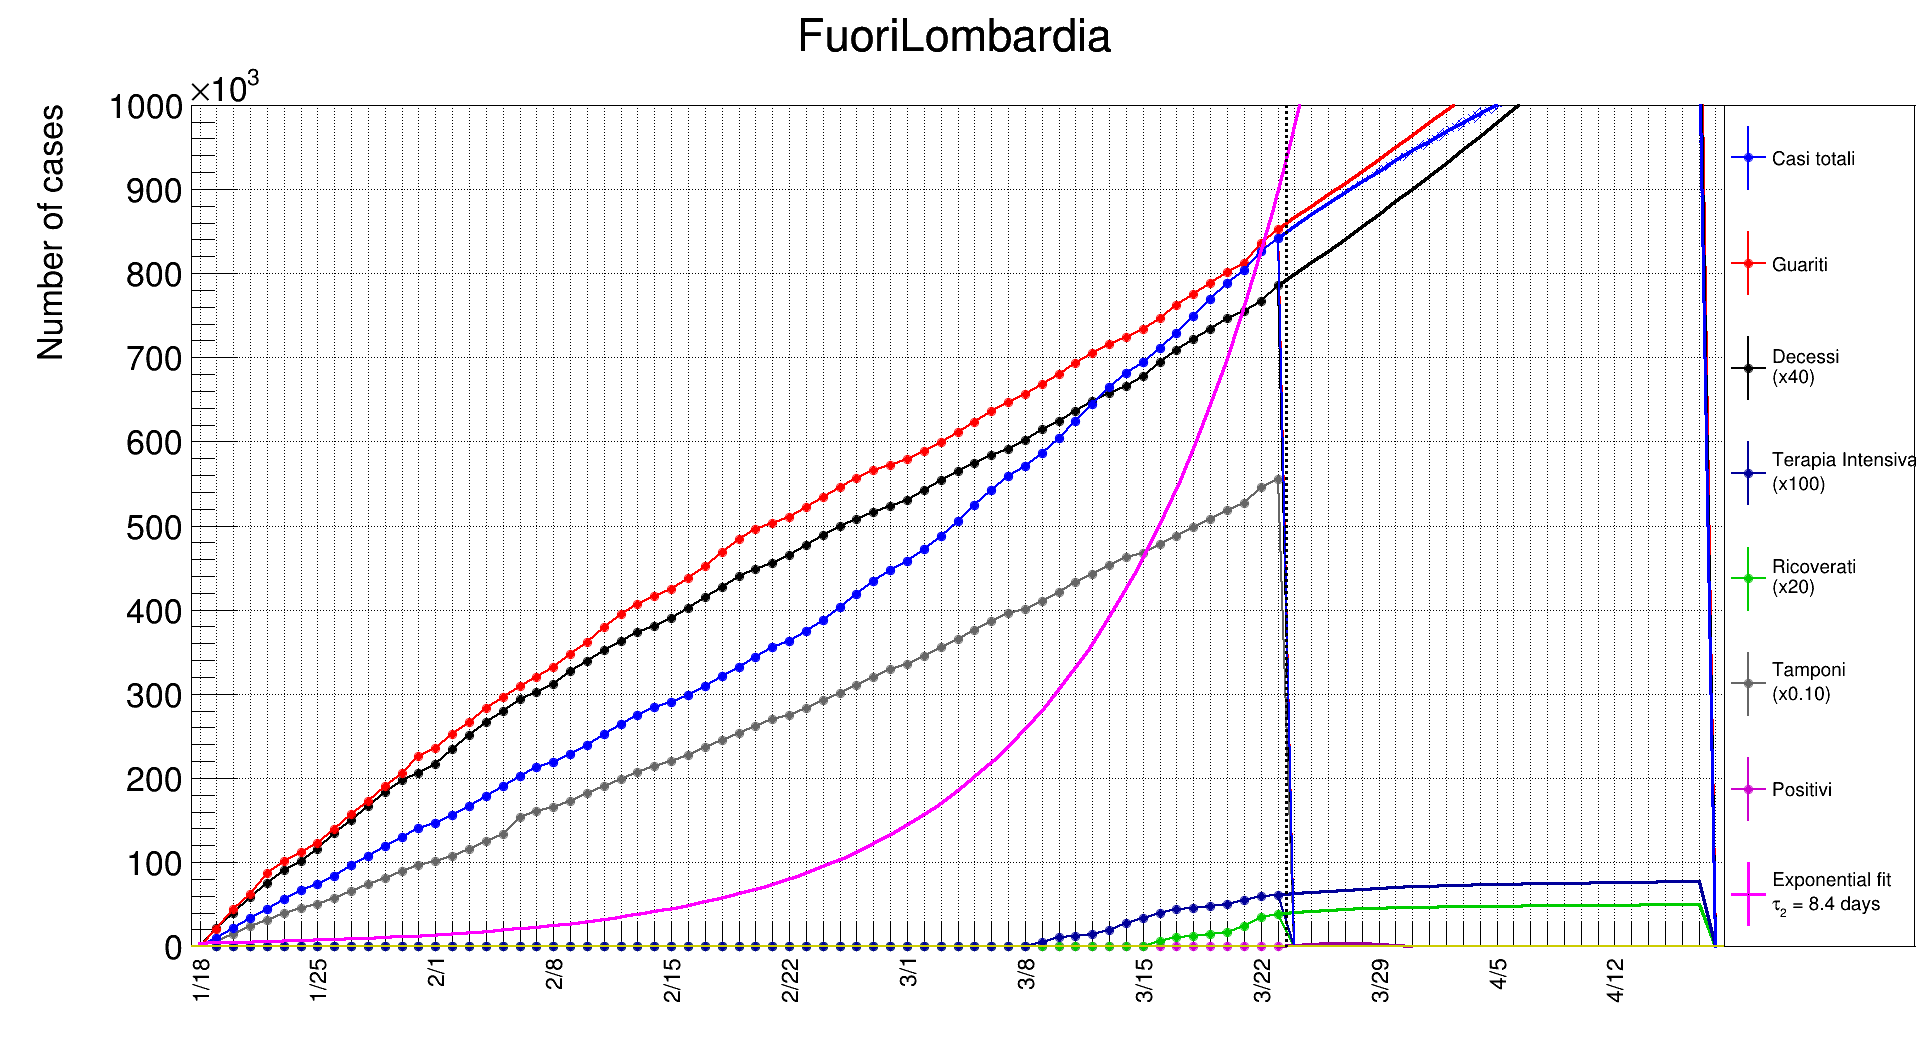 FuoriLombardia
×10³
Number of cases
1000
900
800
700
600
500
400
300
200
100
0
1/18
1/25
2/1
2/8
2/15
2/22
3/1
3/8
3/15
3/22
3/29
4/5
4/12
Casi totali
Guariti
Decessi
(x40)
Terapia Intensiva
(x100)
Ricoverati
(x20)
Tamponi
(x0.10)
Positivi
Exponential fit
τ₂ = 8.4 days